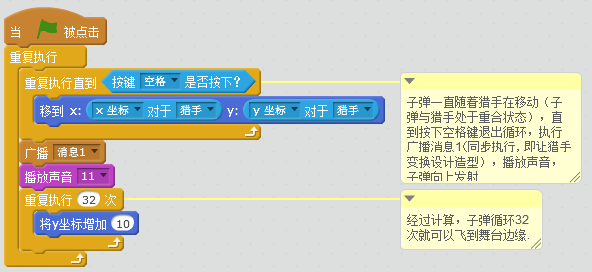 当 被点击
重复执行
重复执行直到 按键 空格 是否按下?
移到 x: x 坐标 对于 猎手 y: y 坐标 对于 猎手
广播 消息1
播放声音 11
重复执行 32 次
将y坐标增加 10
子弹一直随着猎手在移动（子
弹与猎手处于重合状态），直
到按下空格键退出循环，执行
广播消息1(同步执行,即让猎手
变换设计造型），播放声音，
子弹向上发射
经过计算，子弹循环32
次就可以飞到舞台边缘.